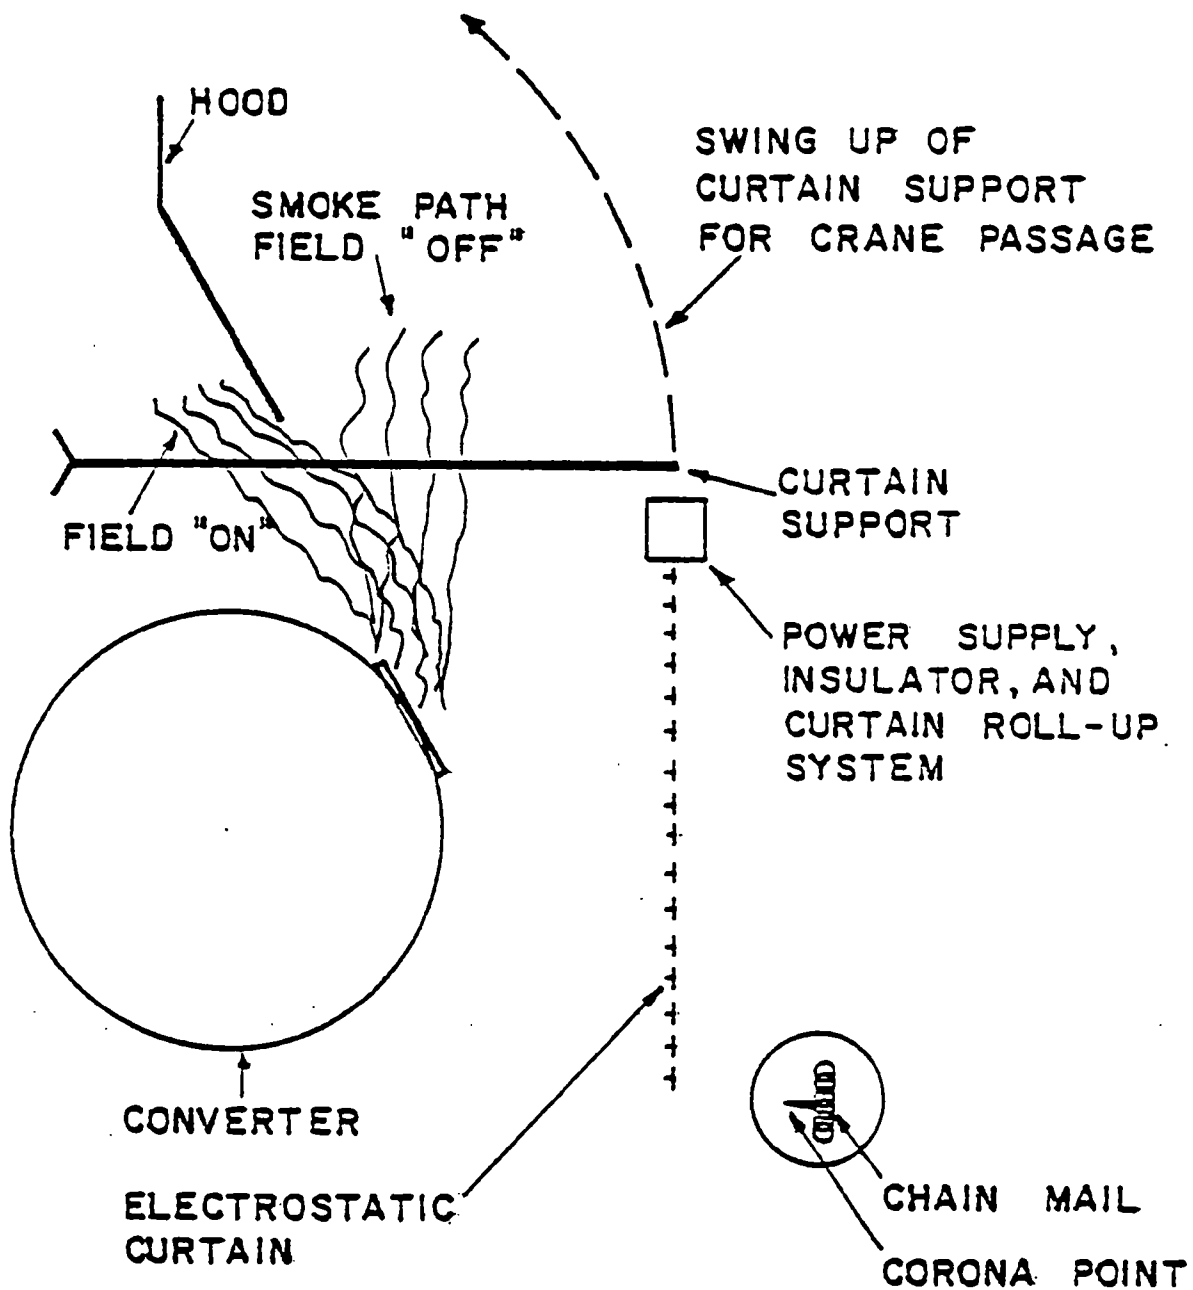 HOOD
SMOKE PATH
FIELD "OFF"
SWING UP OF
CURTAIN SUPPORT
FOR CRANE PASSAGE
FIELD "ON"
CURTAIN
SUPPORT
POWER SUPPLY,
INSULATOR, AND
CURTAIN ROLL-UP
SYSTEM
CONVERTER
ELECTROSTATIC
CURTAIN
CHAIN MAIL
CORONA POINT